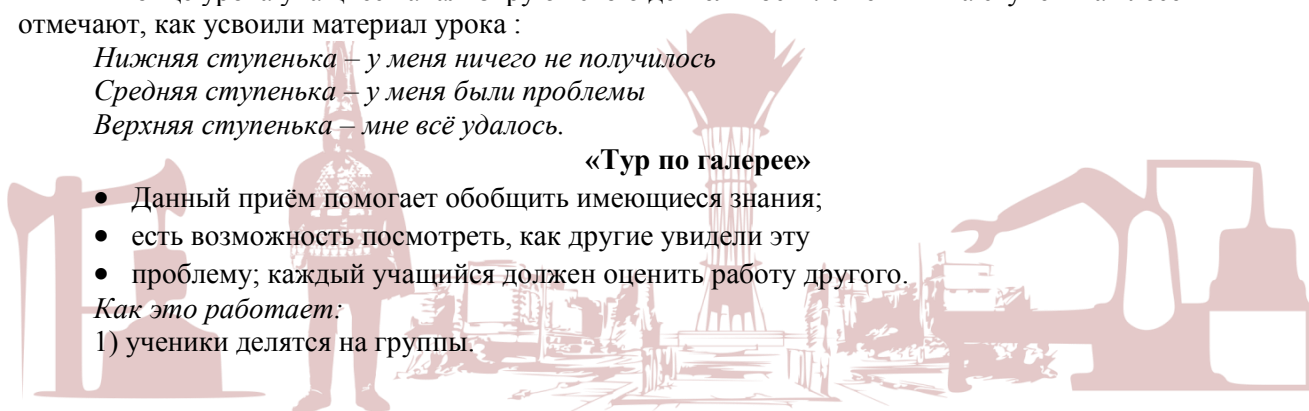 отмечают, как усвоили материал урока :
Нижняя ступенька – у меня ничего не получилось
Средняя ступенька – у меня были проблемы
Верхняя ступенька – мне всё удалось.
«Тур по галерее»
• Данный приём помогает обобщить имеющиеся знания;
• есть возможность посмотреть, как другие увидели эту
• проблему; каждый учащийся должен оценить работу другого.
Как это работает:
1) ученики делятся на группы.